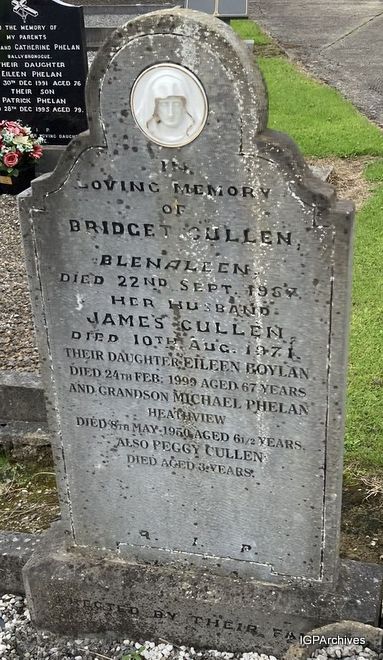 THE MEMORY OF
MY PARENTS
AND CATHERINE PHELAN
BALLYBRONOGUE
THEIR DAUGHTER
EILEEN PHELAN
30TH DEC 1991 AGED 76
THEIR SON
PATRICK PHELAN
28TH DEC 1993 AGED 79.
R I P
IN
LOVING MEMORY
OF
BRIDGET CULLEN,
BLENALEEN,
DIED 22ND SEPT. 1967.
HER HUSBAND
JAMES CULLEN,
DIED 10TH AUG. 1971.
THEIR DAUGHTER EILEEN BOYLAN
DIED 24TH FEB: 1999 AGED 67 YEARS
AND GRANDSON MICHAEL PHELAN
HEATHVIEW
DIED 8TH MAY 1950 AGED 6 1/2 YEARS.
ALSO PEGGY CULLEN
DIED AGED 3 YEARS.
R. I. P
ERECTED BY THEIR
IGPArchives